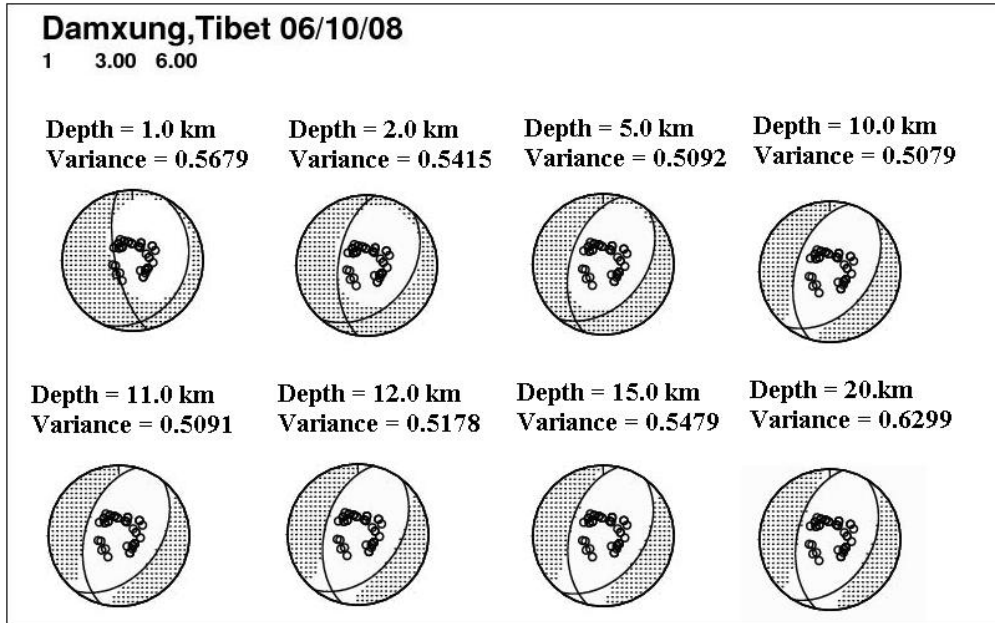 Damxung,Tibet 06/10/08
1 3.00 6.00
Depth = 1.0 km
Variance = 0.5679
Depth = 2.0 km
Variance = 0.5415
Depth = 5.0 km
Variance = 0.5092
Depth = 10.0 km
Variance = 0.5079
Depth = 11.0 km
Variance = 0.5091
Depth = 12.0 km
Variance = 0.5178
Depth = 15.0 km
Variance = 0.5479
Depth = 20.km
Variance = 0.6299